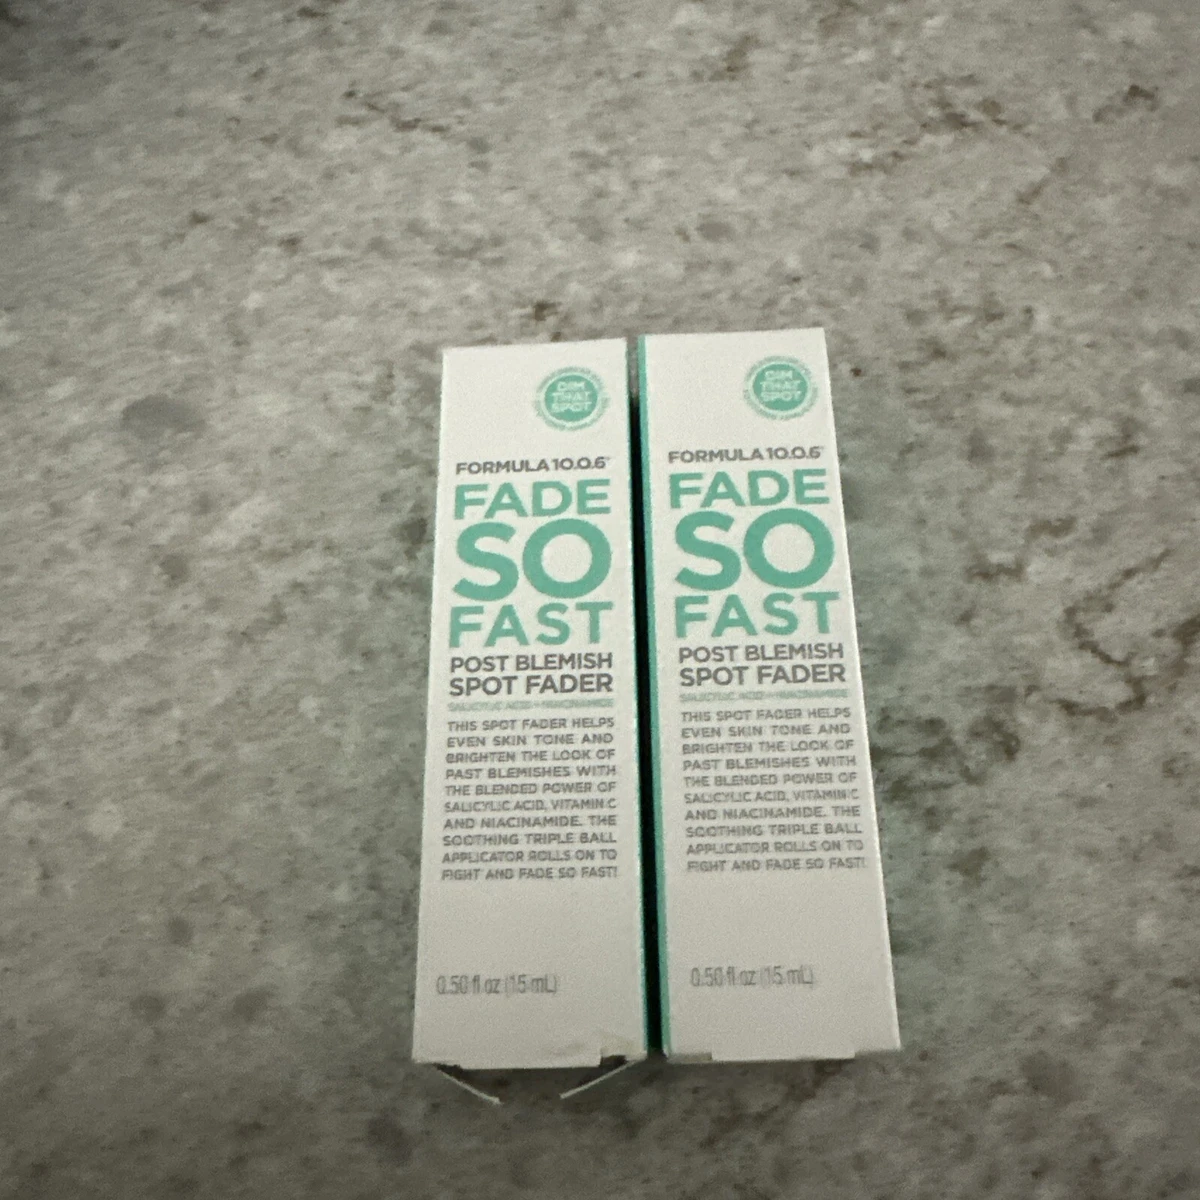 DIM
THAT
SPOT
FORMULA 10.0.6
FADE
SO
FAST
POST BLEMISH
SPOT FADER
SALICYLIC ACID + NIACINAMIDE
THIS SPOT FADER HELPS
EVEN SKIN TONE AND
BRIGHTEN THE LOOK OF
PAST BLEMISHES WITH
THE BLENDED POWER OF
SALICYLIC ACID, VITAMIN C
AND NIACINAMIDE. THE
SOOTHING TRIPLE BALL
APPLICATOR ROLLS ON TO
FIGHT AND FADE SO FAST!
0.50 fl oz (15 mL)
DIM
THAT
SPOT
FORMULA 10.0.6
FADE
SO
FAST
POST BLEMISH
SPOT FADER
SALICYLIC ACID + NIACINAMIDE
THIS SPOT FADER HELPS
EVEN SKIN TONE AND
BRIGHTEN THE LOOK OF
PAST BLEMISHES WITH
THE BLENDED POWER OF
SALICYLIC ACID, VITAMIN C
AND NIACINAMIDE. THE
SOOTHING TRIPLE BALL
APPLICATOR ROLLS ON TO
FIGHT AND FADE SO FAST!
0.50 fl oz (15 mL)